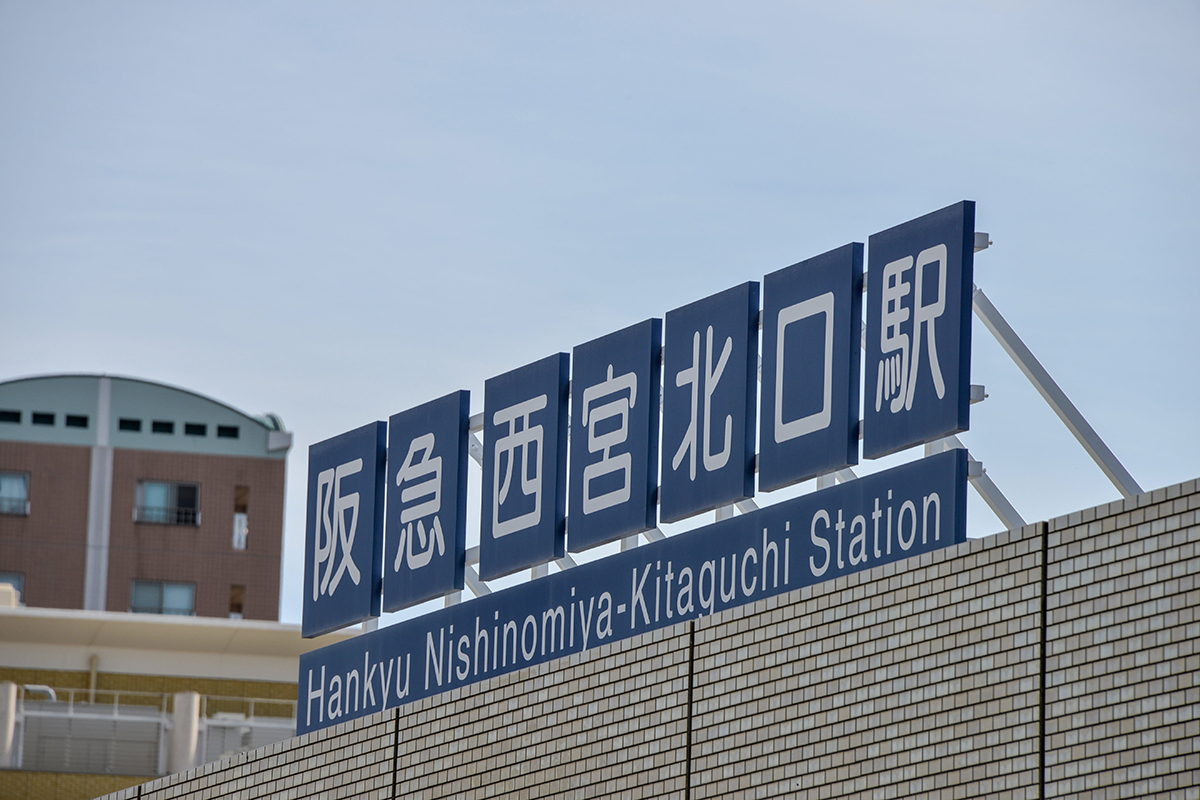 阪急西宮北口駅
Hankyu Nishinomiya-Kitaguchi Station